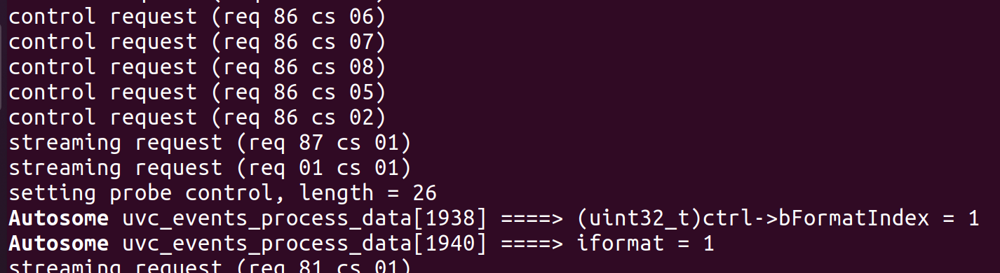 control request (req 86 cs 06)
control request (req 86 cs 07)
control request (req 86 cs 08)
control request (req 86 cs 05)
control request (req 86 cs 02)
streaming request (req 87 cs 01)
streaming request (req 01 cs 01)
setting probe control, length = 26
Autosome uvc_events_process_data[1938] ====> (uint32_t)ctrl->bFormatIndex = 1
Autosome uvc_events_process_data[1940] ====> iformat = 1
streaming request (req 81 cs 01)